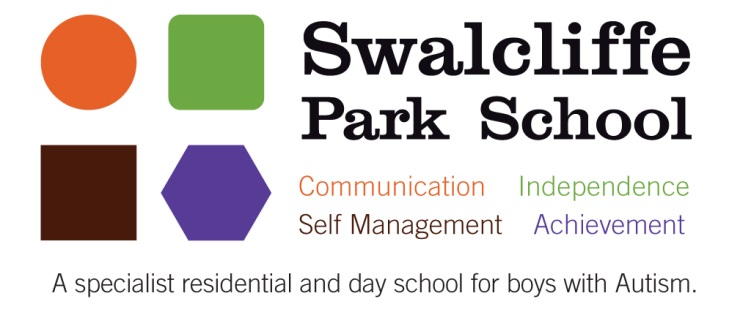 Swalcliffe
Park School
Communication Independence
Self Management Achievement
A specialist residential and day school for boys with Autism.